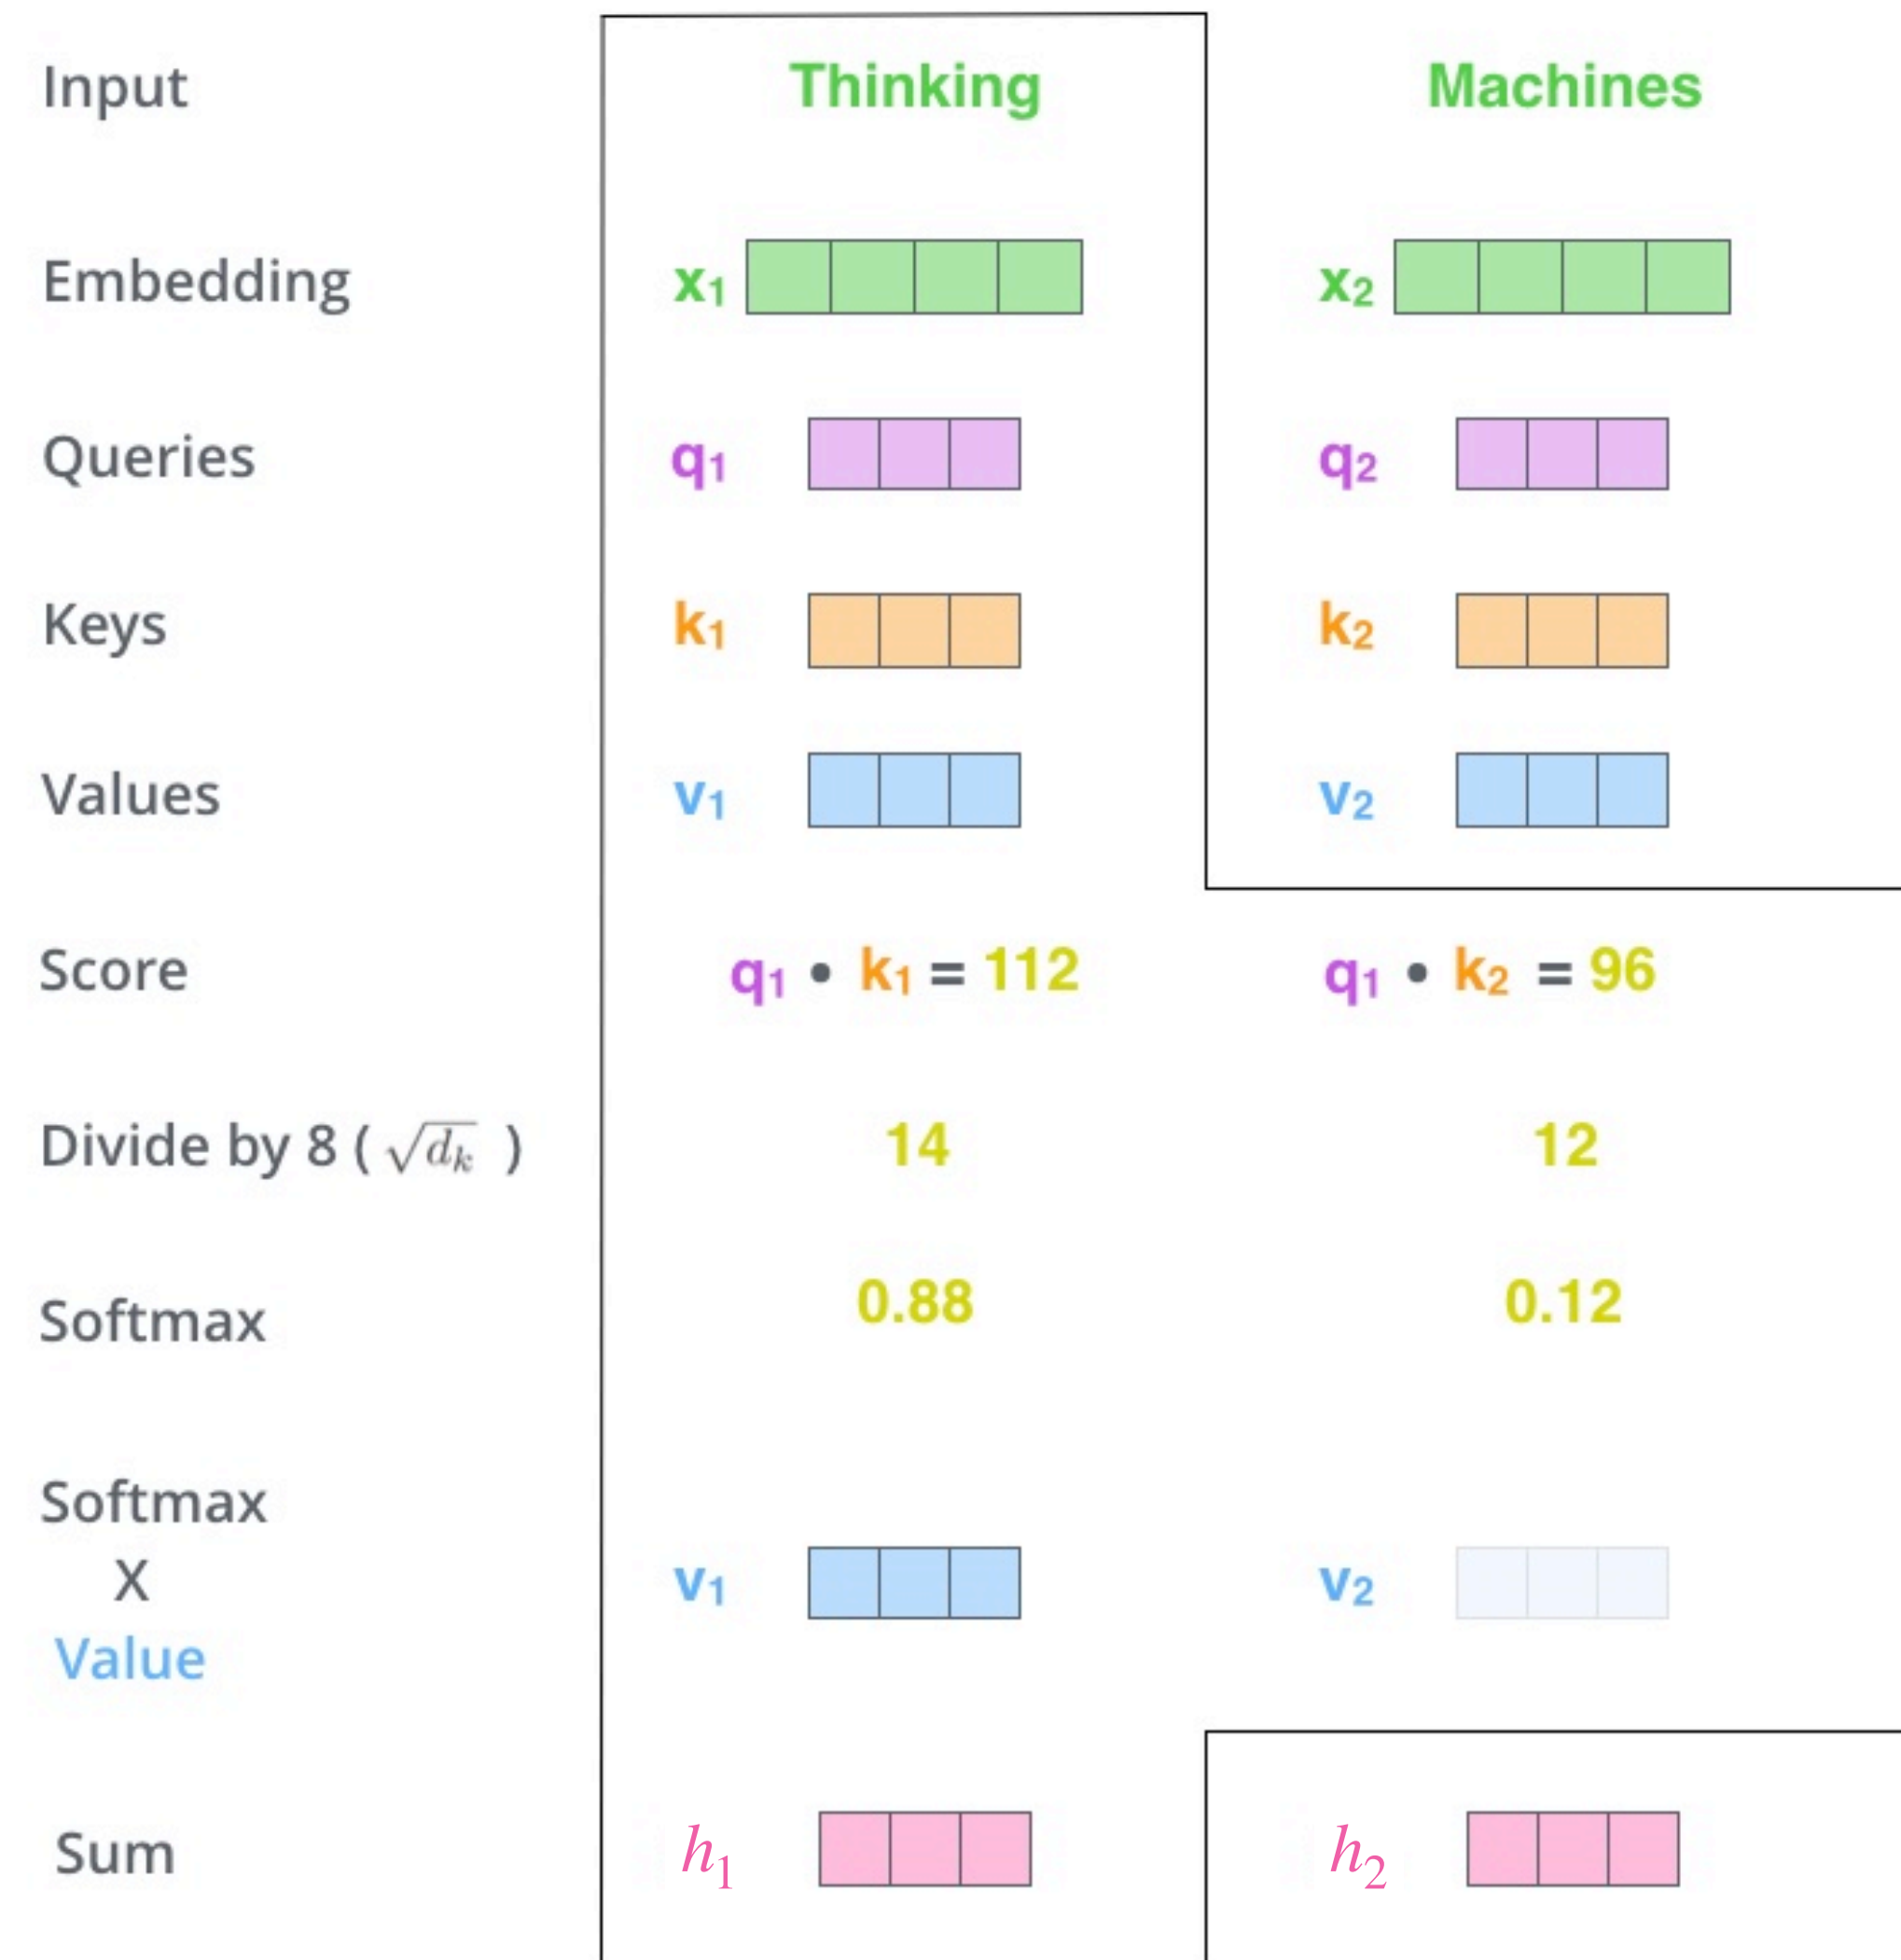 Input Thinking Machines
Embedding x1 x2
Queries q1 q2
Keys k1 k2
Values v1 v2
Score q1 • k1 = 112 q1 • k2 = 96
Divide by 8 ( √dk ) 14 12
Softmax 0.88 0.12
Softmax
X
v1 v2
Value
Sum h1 h2